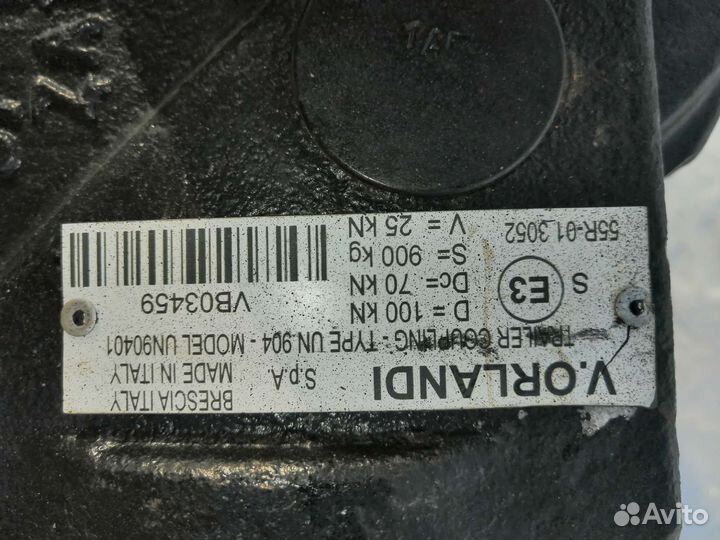 V.ORLANDI S.p.A
BRESCIA ITALY
MADE IN ITALY
TRAILER COUPLING - TYPE UN 904 - MODEL UN90401
S E3
D = 100 kN
Dc= 70 kN
S= 900 kg
V = 25 kN
VB03459
55R-01 3052
Avito